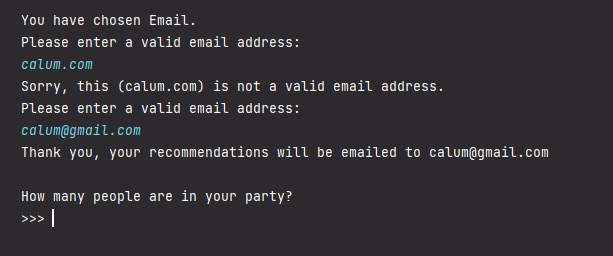 You have chosen Email.
Please enter a valid email address:
calum.com
Sorry, this (calum.com) is not a valid email address.
Please enter a valid email address:
calum@gmail.com
Thank you, your recommendations will be emailed to calum@gmail.com
How many people are in your party?
>>>